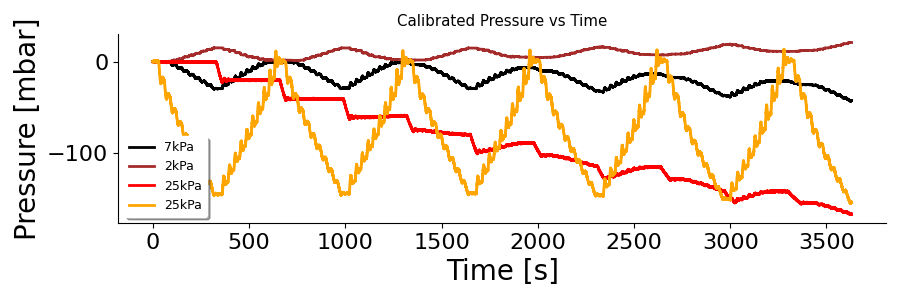 Calibrated Pressure vs Time
Pressure [mbar]
0
−100
7kPa
2kPa
25kPa
25kPa
0
500
1000
1500
2000
2500
3000
3500
Time [s]